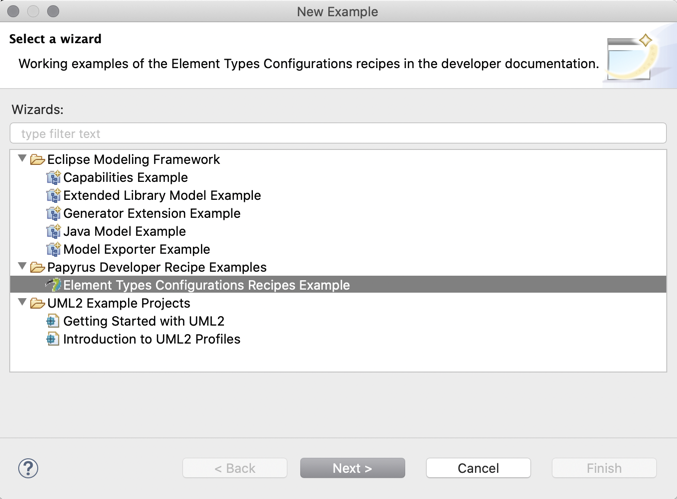 New Example
Select a wizard
Working examples of the Element Types Configurations recipes in the developer documentation.
Wizards:
type filter text
Eclipse Modeling Framework
Capabilities Example
Extended Library Model Example
Generator Extension Example
Java Model Example
Model Exporter Example
Papyrus Developer Recipe Examples
Element Types Configurations Recipes Example
UML2 Example Projects
Getting Started with UML2
Introduction to UML2 Profiles
? < Back Next > Cancel Finish